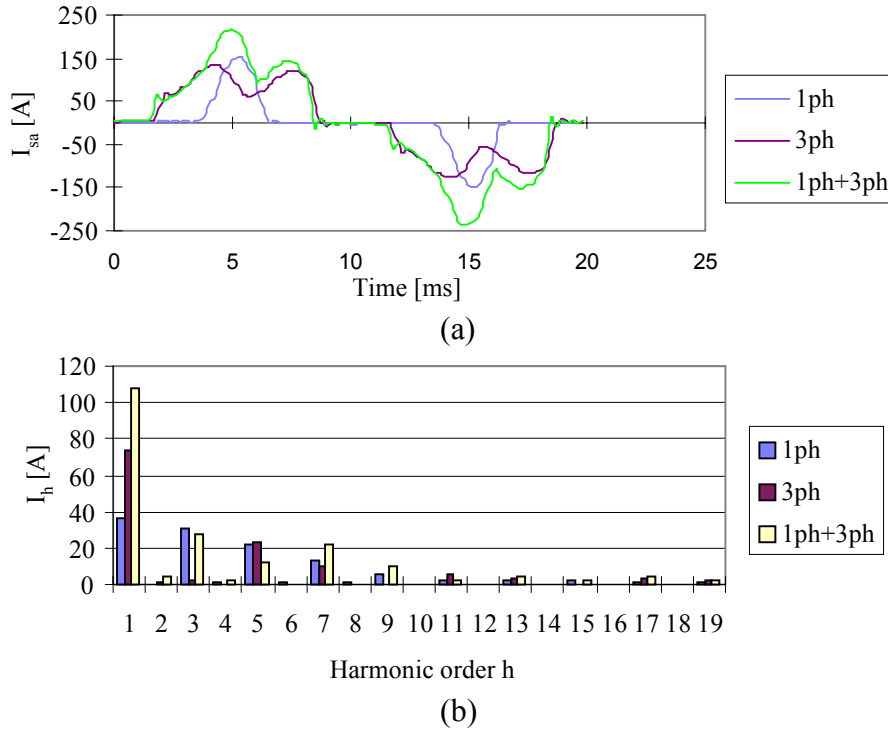 250
150
50
-50
-150
-250
I_sa [A]
0 5 10 15 20 25
Time [ms]
1ph
3ph
1ph+3ph
(a)
120
100
80
60
40
20
0
I_h [A]
1 2 3 4 5 6 7 8 9 10 11 12 13 14 15 16 17 18 19
Harmonic order h
1ph
3ph
1ph+3ph
(b)